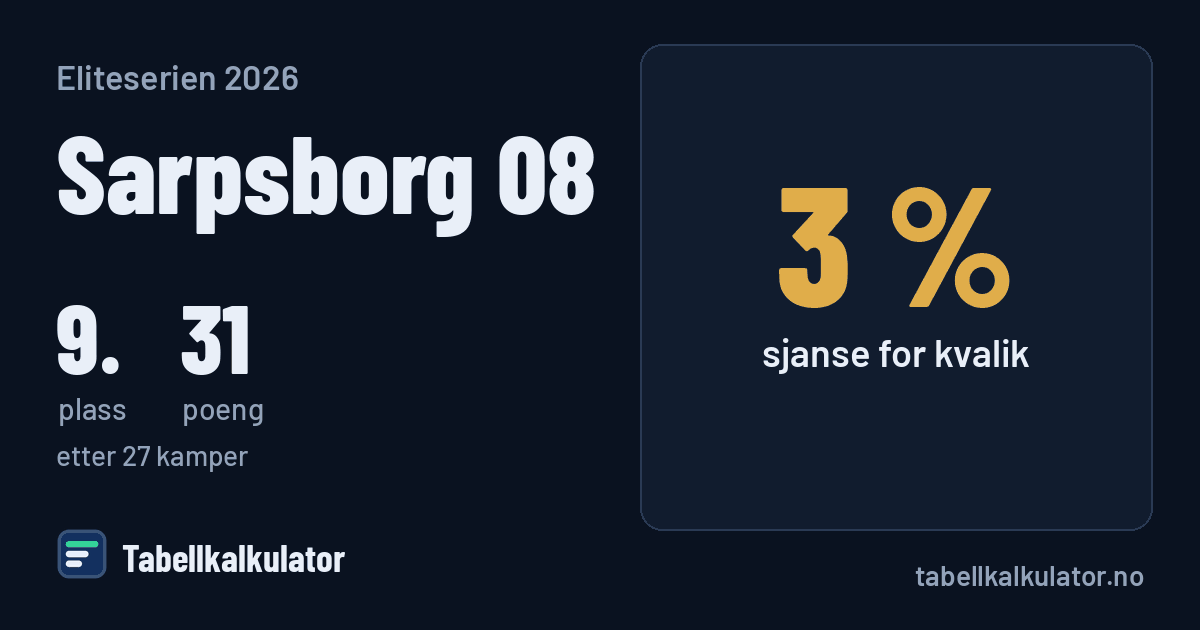 Eliteserien 2026
Sarpsborg 08
9. 31
plass poeng
etter 27 kamper
3 %
sjanse for kvalik
Tabellkalkulator
tabellkalkulator.no